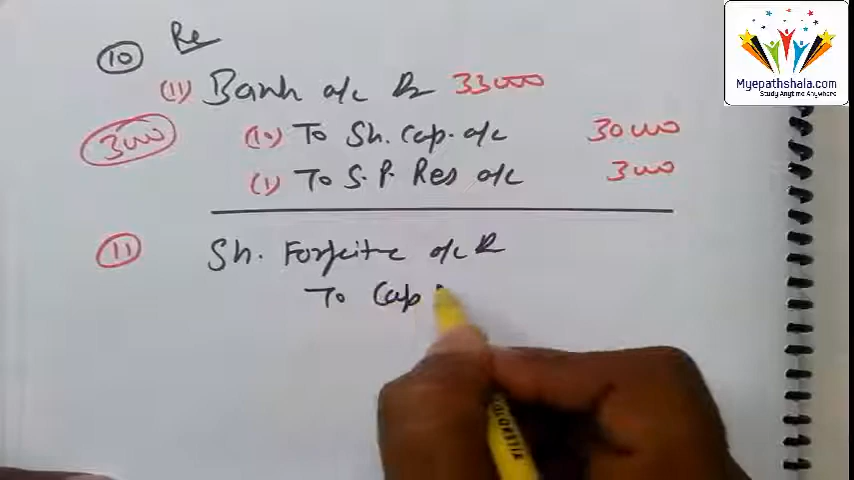 Myepathshala.com
Study Anytime Anywhere
(10) Re
(11) Bank a/c Dr 33000
3000 (10) To Sh. Cap. a/c 30000
(1) To S.P. Res a/c 3000
(11) Sh. Forfeite a/c Dr
To Cap